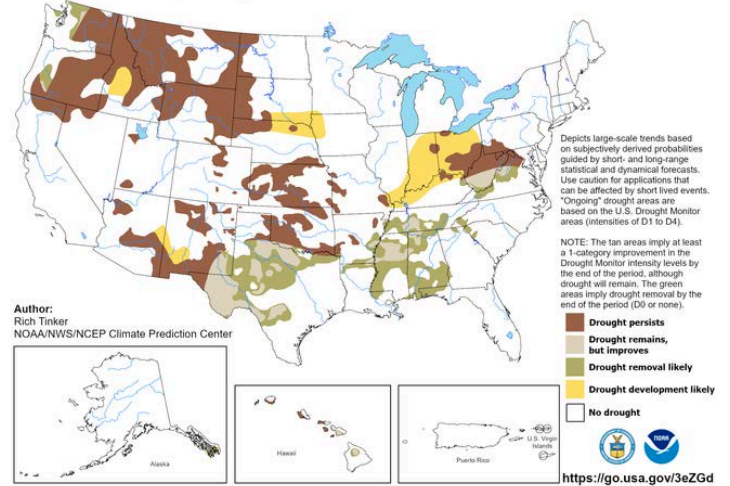 Depicts large-scale trends based
on subjectively derived probabilities
guided by short- and long-range
statistical and dynamical forecasts.
Use caution for applications that
can be affected by short lived events.
"Ongoing" drought areas are
based on the U.S. Drought Monitor
areas (intensities of D1 to D4).
NOTE: The tan areas imply at least
a 1-category improvement in the
Drought Monitor intensity levels by
the end of the period, although
drought will remain. The green
areas imply drought removal by the
end of the period (D0 or none).
Author:
Rich Tinker
NOAA/NWS/NCEP Climate Prediction Center
Drought persists
Drought remains,
but improves
Drought removal likely
Drought development likely
No drought
Alaska
Hawaii
Puerto Rico
U.S. Virgin
Islands
NOAA
https://go.usa.gov/3eZGd